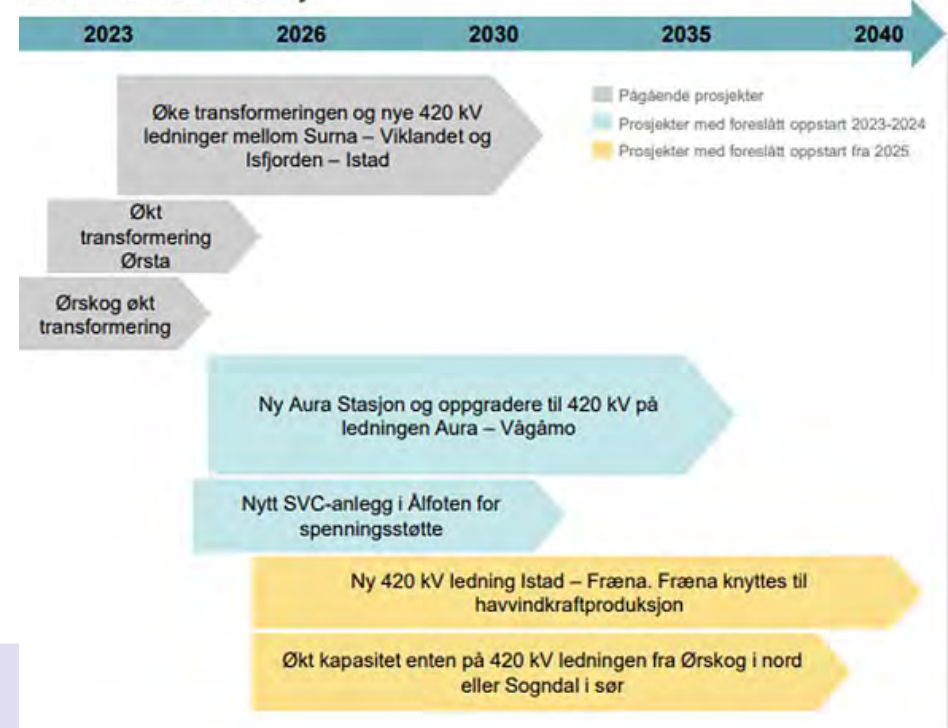 2023 2026 2030 2035 2040
Øke transformeringen og nye 420 kV
ledninger mellom Surna – Viklandet og
Isfjorden – Istad
Pågående prosjekter
Prosjekter med foreslått oppstart 2023-2024
Prosjekter med foreslått oppstart fra 2025
Økt
transformering
Ørsta
Ørskog økt
transformering
Ny Aura Stasjon og oppgradere til 420 kV på
ledningen Aura – Vågåmo
Nytt SVC-anlegg i Ålfoten for
spenningsstøtte
Ny 420 kV ledning Istad – Fræna. Fræna knyttes til
havvindkraftproduksjon
Økt kapasitet enten på 420 kV ledningen fra Ørskog i nord
eller Sogndal i sør